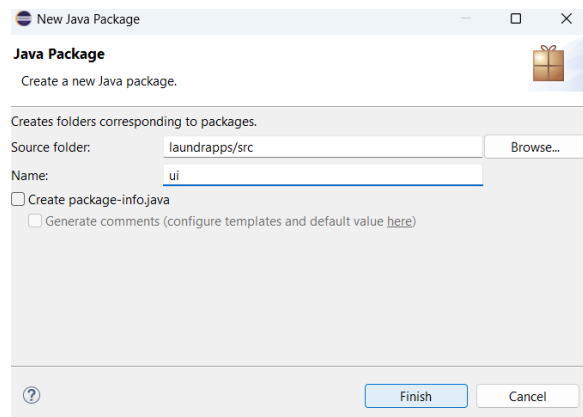 New Java Package
Java Package
Create a new Java package.
Creates folders corresponding to packages.
Source folder: laundrapps/src Browse...
Name: ui
Create package-info.java
Generate comments (configure templates and default value here)
? Finish Cancel